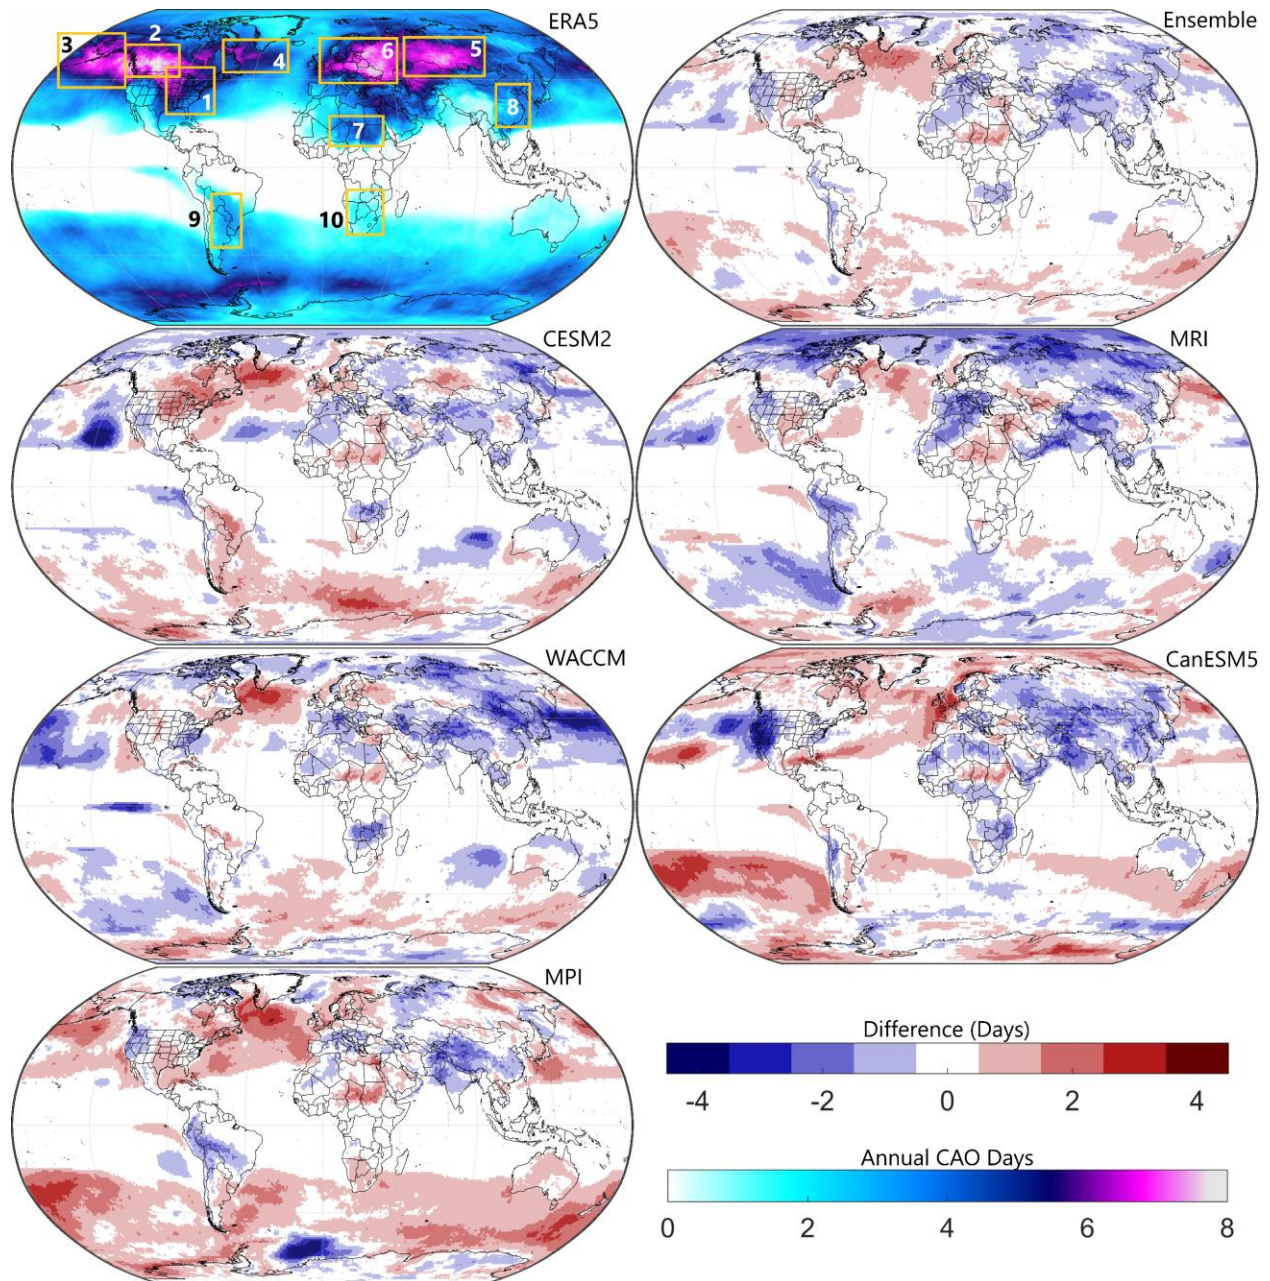 ERA5
3
2
1
4
6
5
7
8
9
10
Ensemble
CESM2
MRI
WACCM
CanESM5
MPI
Difference (Days)
-4 -2 0 2 4
Annual CAO Days
0 2 4 6 8